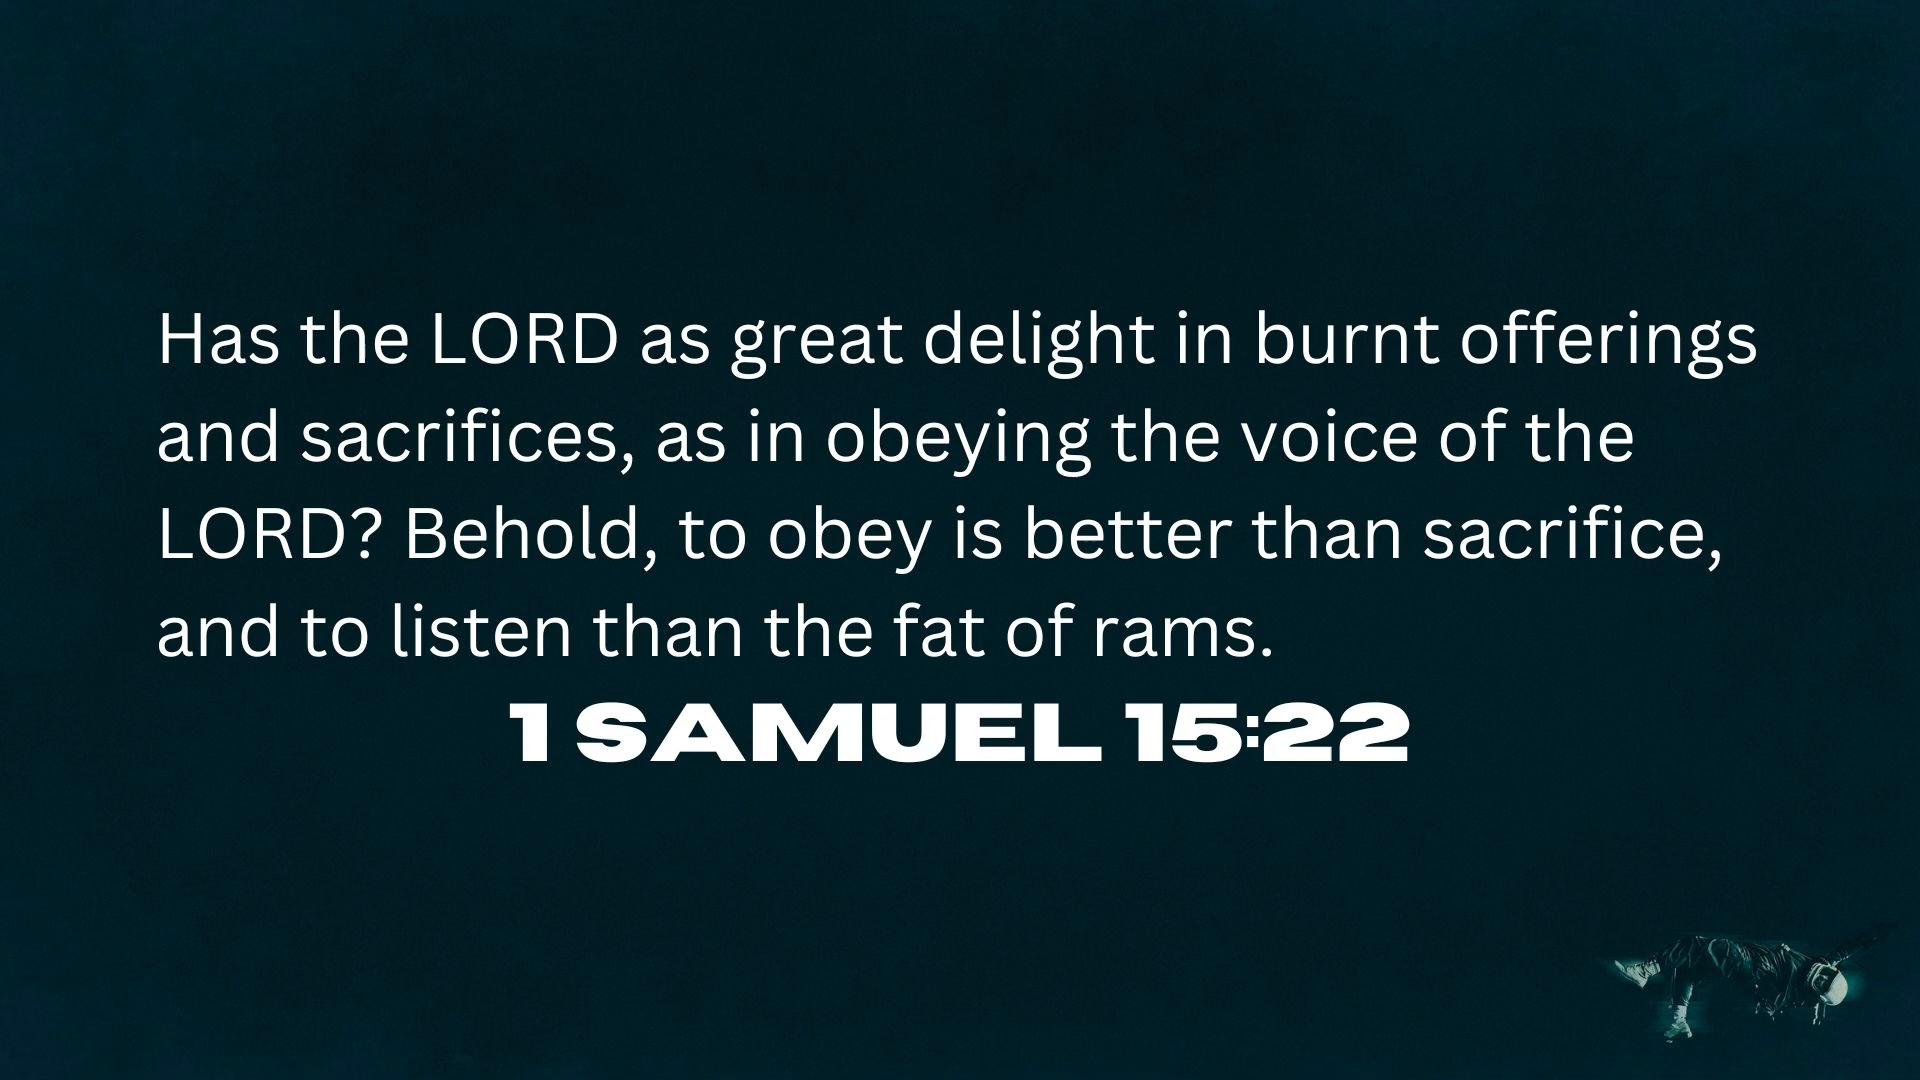 Has the LORD as great delight in burnt offerings
and sacrifices, as in obeying the voice of the
LORD? Behold, to obey is better than sacrifice,
and to listen than the fat of rams.
1 SAMUEL 15:22